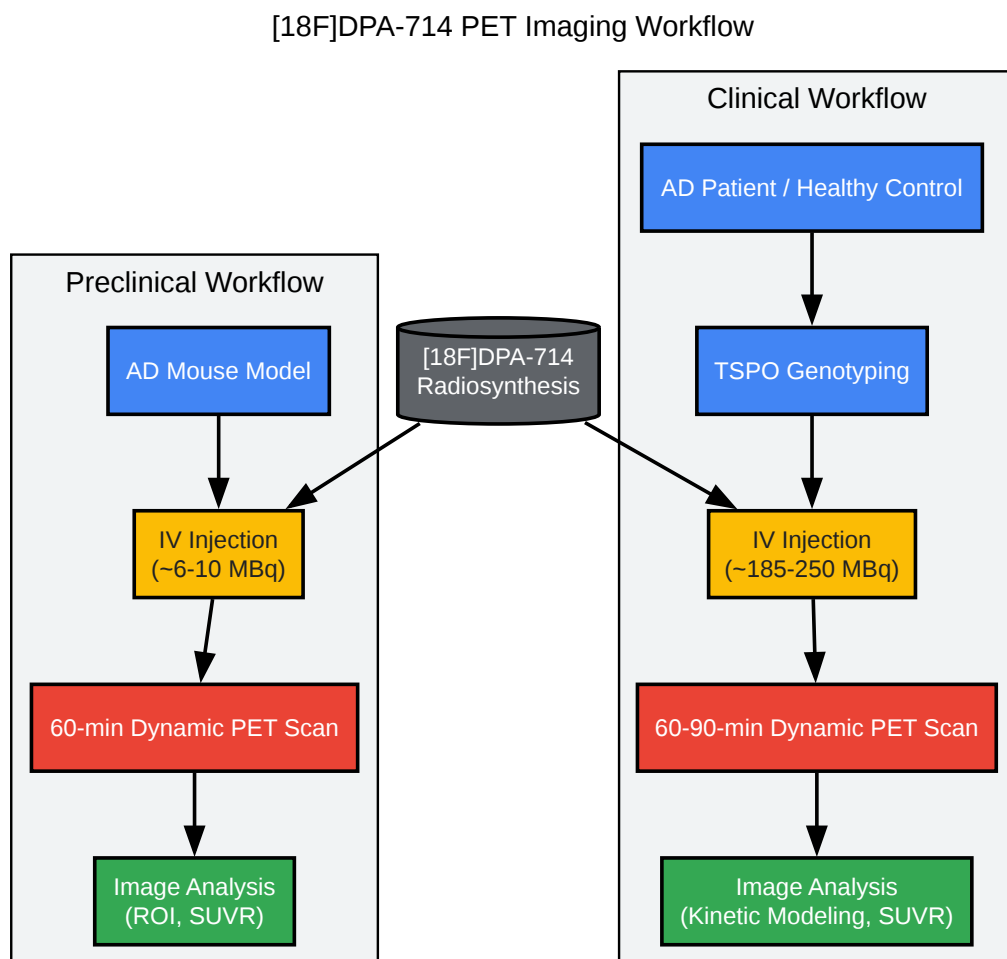 [18F]DPA-714 PET Imaging Workflow
Preclinical Workflow
AD Mouse Model
IV Injection
(~6-10 MBq)
60-min Dynamic PET Scan
Image Analysis
(ROI, SUVR)
[18F]DPA-714
Radiosynthesis
Clinical Workflow
AD Patient / Healthy Control
TSPO Genotyping
IV Injection
(~185-250 MBq)
60-90-min Dynamic PET Scan
Image Analysis
(Kinetic Modeling, SUVR)